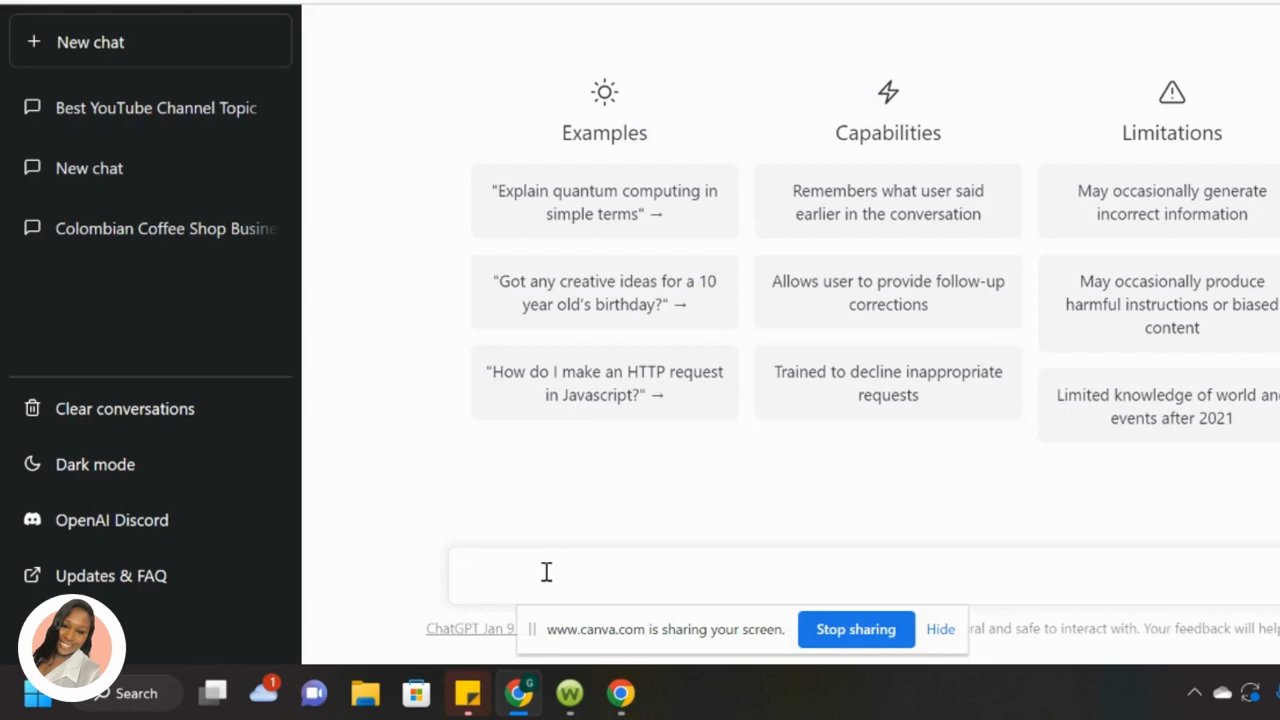 New chat
Best YouTube Channel Topic
New chat
Colombian Coffee Shop Busine
Clear conversations
Dark mode
OpenAI Discord
Updates & FAQ
Examples
"Explain quantum computing in
simple terms" →
"Got any creative ideas for a 10
year old's birthday?" →
"How do I make an HTTP request
in Javascript?" →
Capabilities
Remembers what user said
earlier in the conversation
Allows user to provide follow-up
corrections
Trained to decline inappropriate
requests
Limitations
May occasionally generate
incorrect information
May occasionally produce
harmful instructions or biased
content
Limited knowledge of world and
events after 2021
ChatGPT Jan 9
www.canva.com is sharing your screen.
Stop sharing
Hide
ral and safe to interact with. Your feedback will help
Search
1
G
W